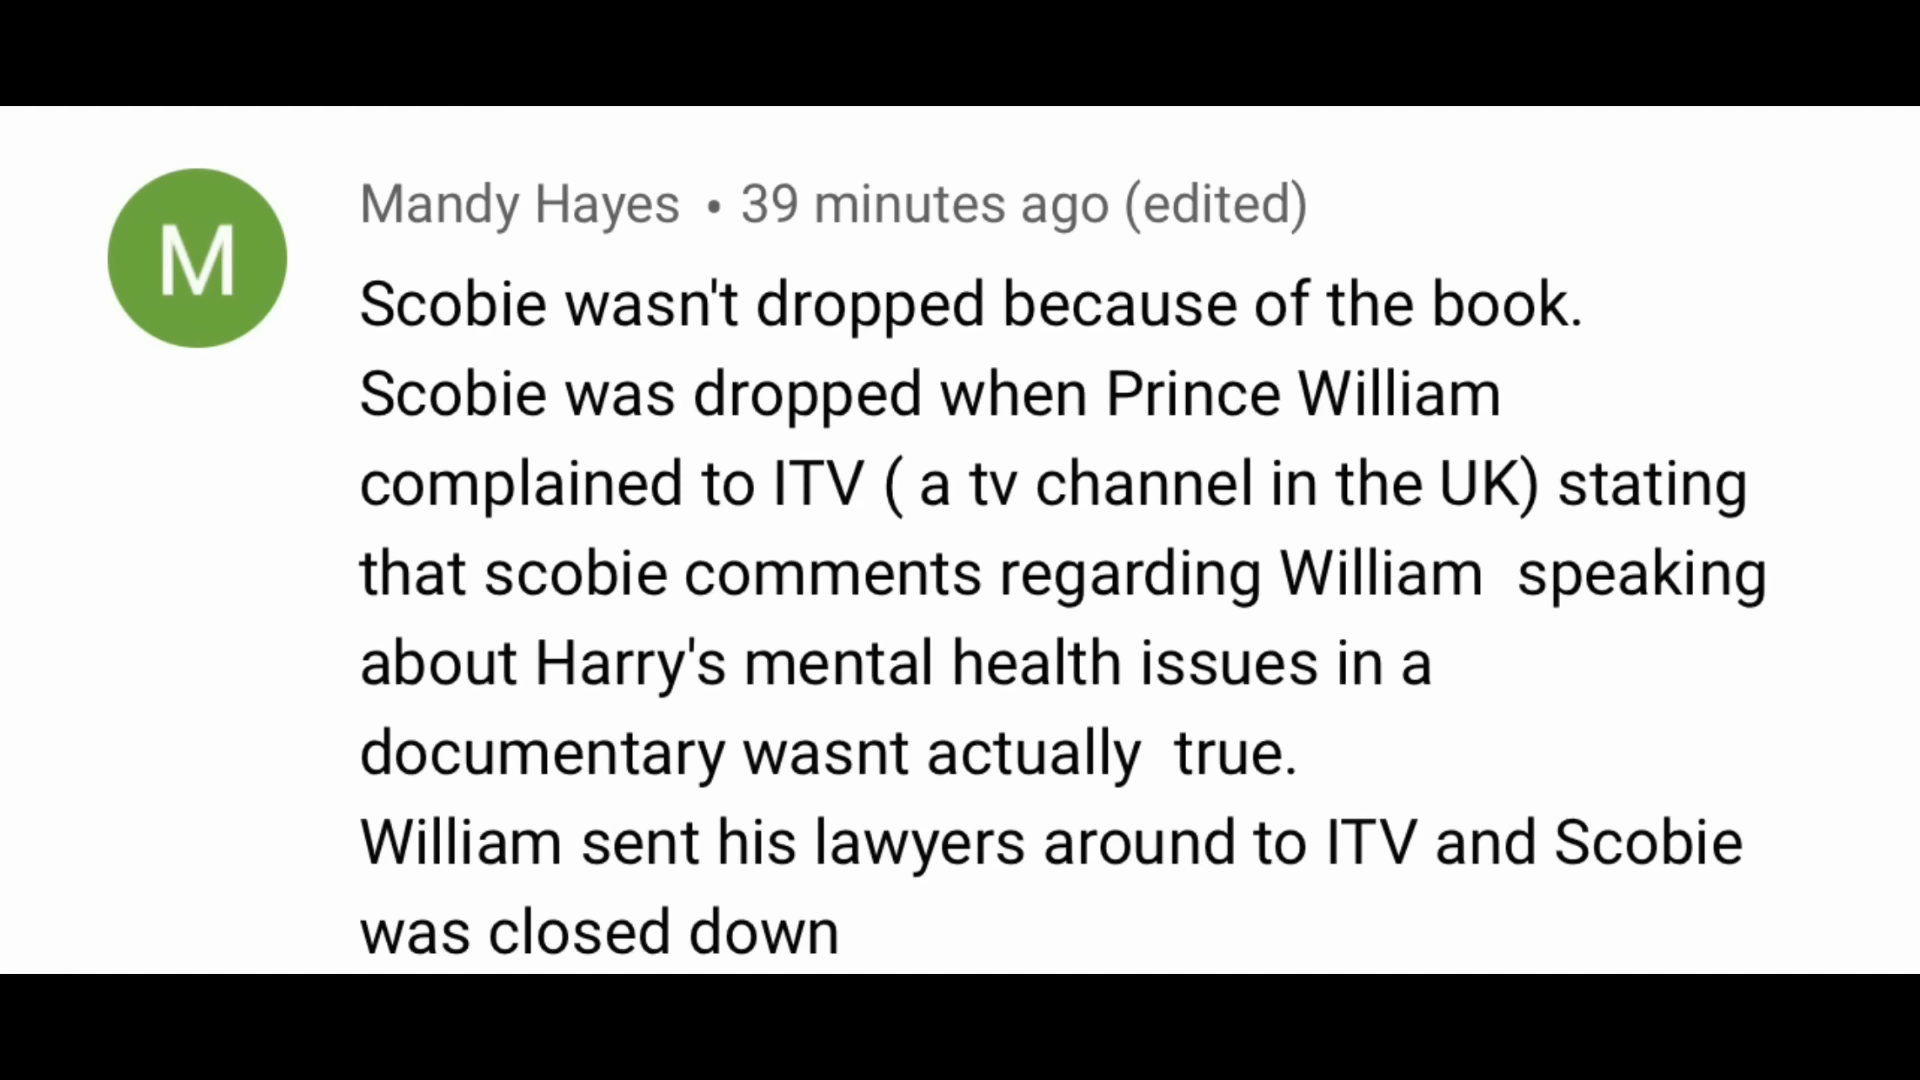 M
Mandy Hayes • 39 minutes ago (edited)
Scobie wasn't dropped because of the book.
Scobie was dropped when Prince William
complained to ITV ( a tv channel in the UK) stating
that scobie comments regarding William  speaking
about Harry's mental health issues in a
documentary wasnt actually  true.
William sent his lawyers around to ITV and Scobie
was closed down